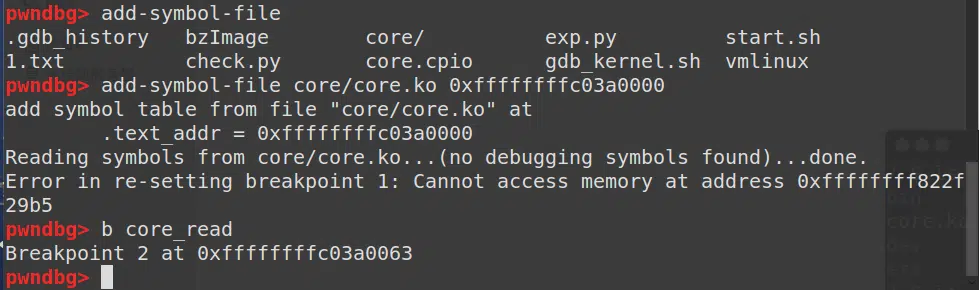 pwndbg> add-symbol-file
.gdb_history   bzImage        core/          exp.py         start.sh
1.txt          check.py       core.cpio      gdb_kernel.sh  vmlinux
pwndbg> add-symbol-file core/core.ko 0xffffffffc03a0000
add symbol table from file "core/core.ko" at
        .text_addr = 0xffffffffc03a0000
Reading symbols from core/core.ko...(no debugging symbols found)...done.
Error in re-setting breakpoint 1: Cannot access memory at address 0xffffffff822f
29b5
pwndbg> b core_read
Breakpoint 2 at 0xffffffffc03a0063
pwndbg>
core.ko